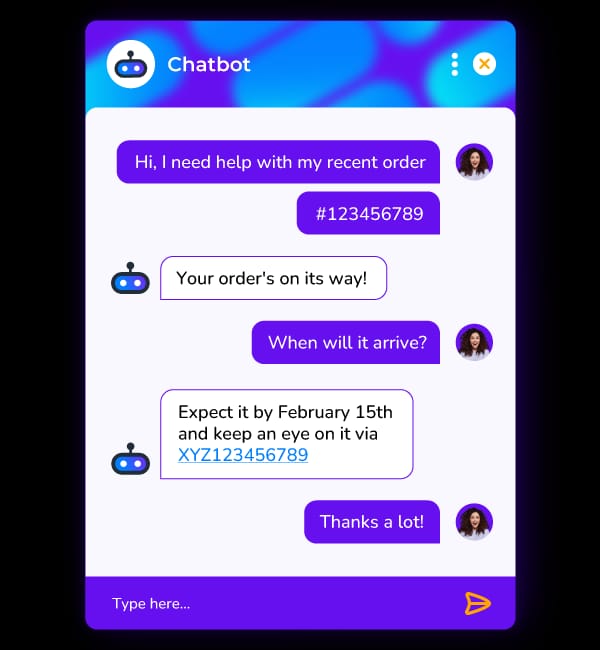 Chatbot
Hi, I need help with my recent order
#123456789
Your order's on its way!
When will it arrive?
Expect it by February 15th
and keep an eye on it via
XYZ123456789
Thanks a lot!
Type here...